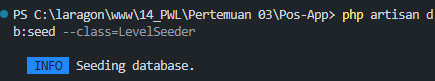 PS C:\laragon\www\14_PWL\Pertemuan 03\Pos-App> php artisan d
b:seed --class=LevelSeeder
INFO Seeding database.